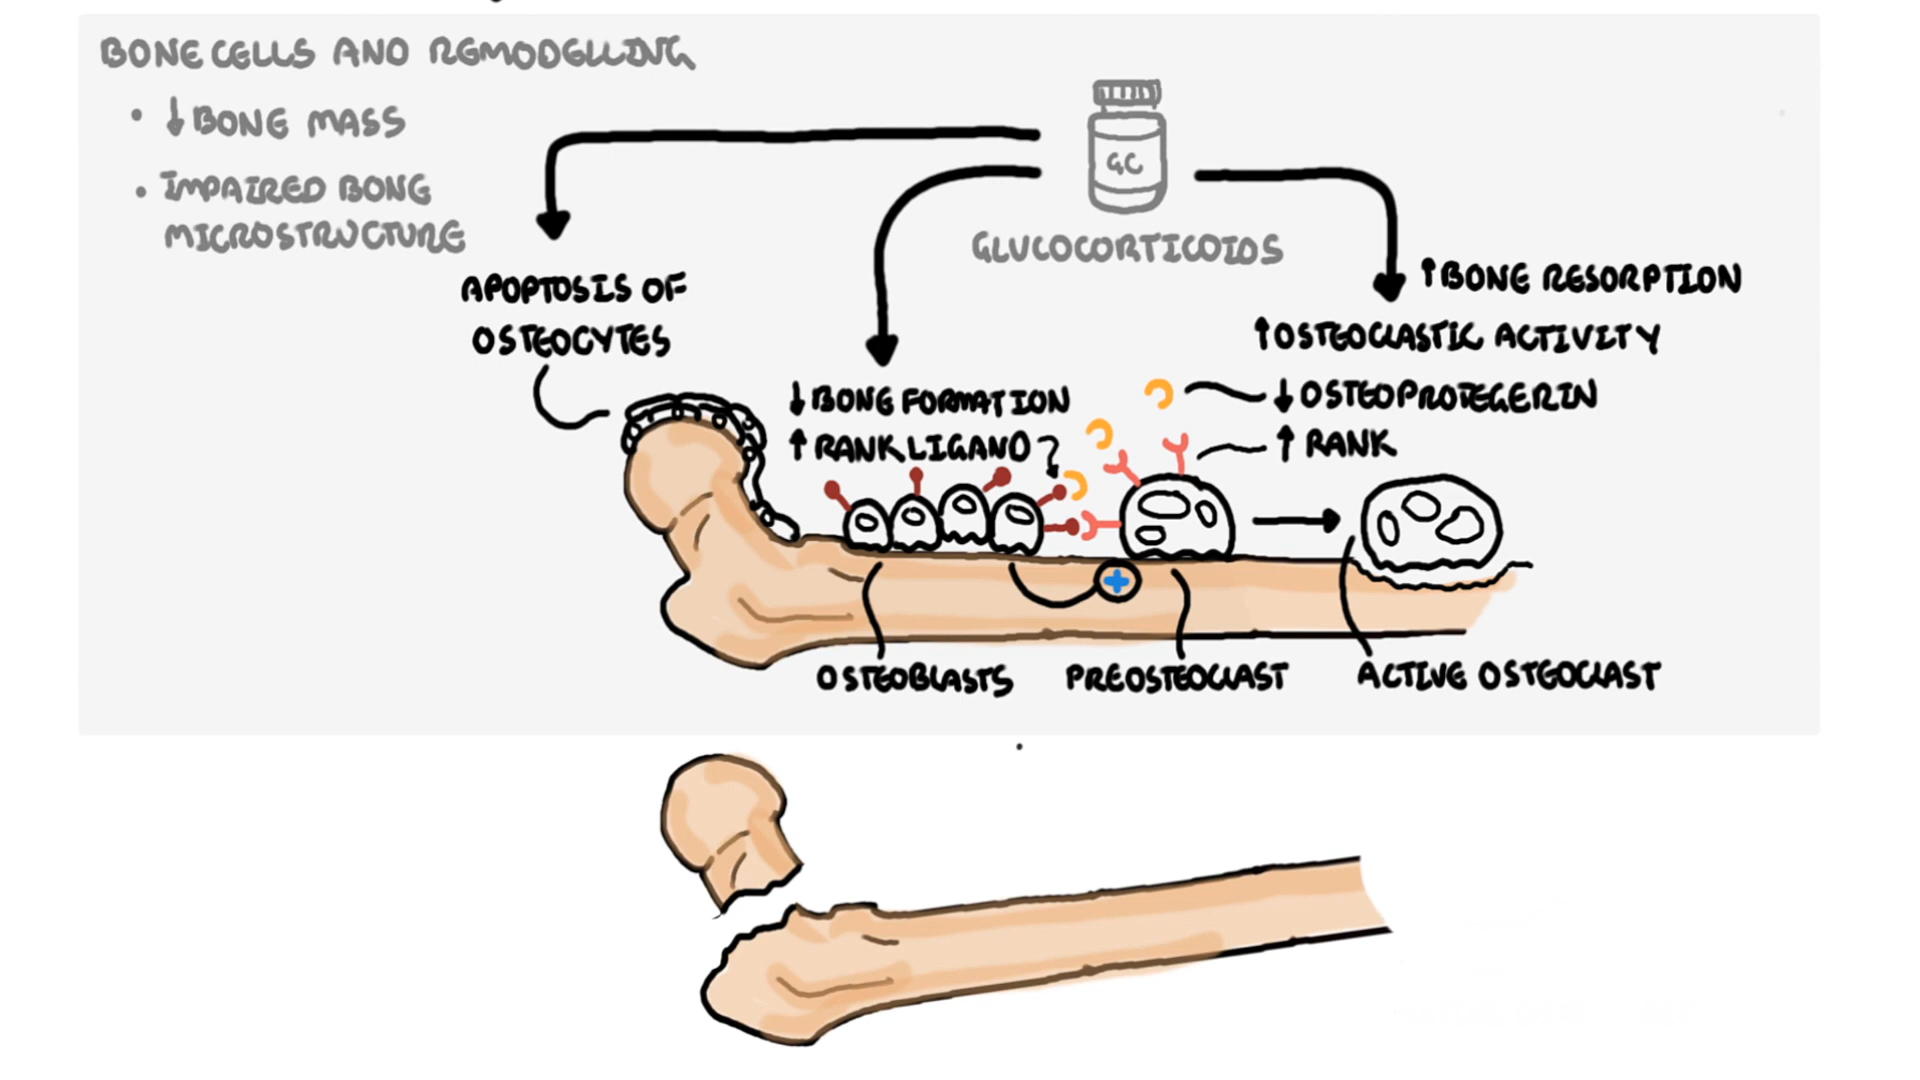 BONE CELLS AND REMODELLING
• ↓ BONE MASS
• IMPAIRED BONE
MICROSTRUCTURE
GC
GLUCOCORTICOIDS
APOPTOSIS OF
OSTEOCYTES
↓ BONE FORMATION
↑ RANK LIGAND
↑ BONE RESORPTION
↑ OSTEOCLASTIC ACTIVITY
↓ OSTEOPROTEGERIN
↑ RANK
OSTEOBLASTS
PREOSTEOCLAST
ACTIVE OSTEOCLAST